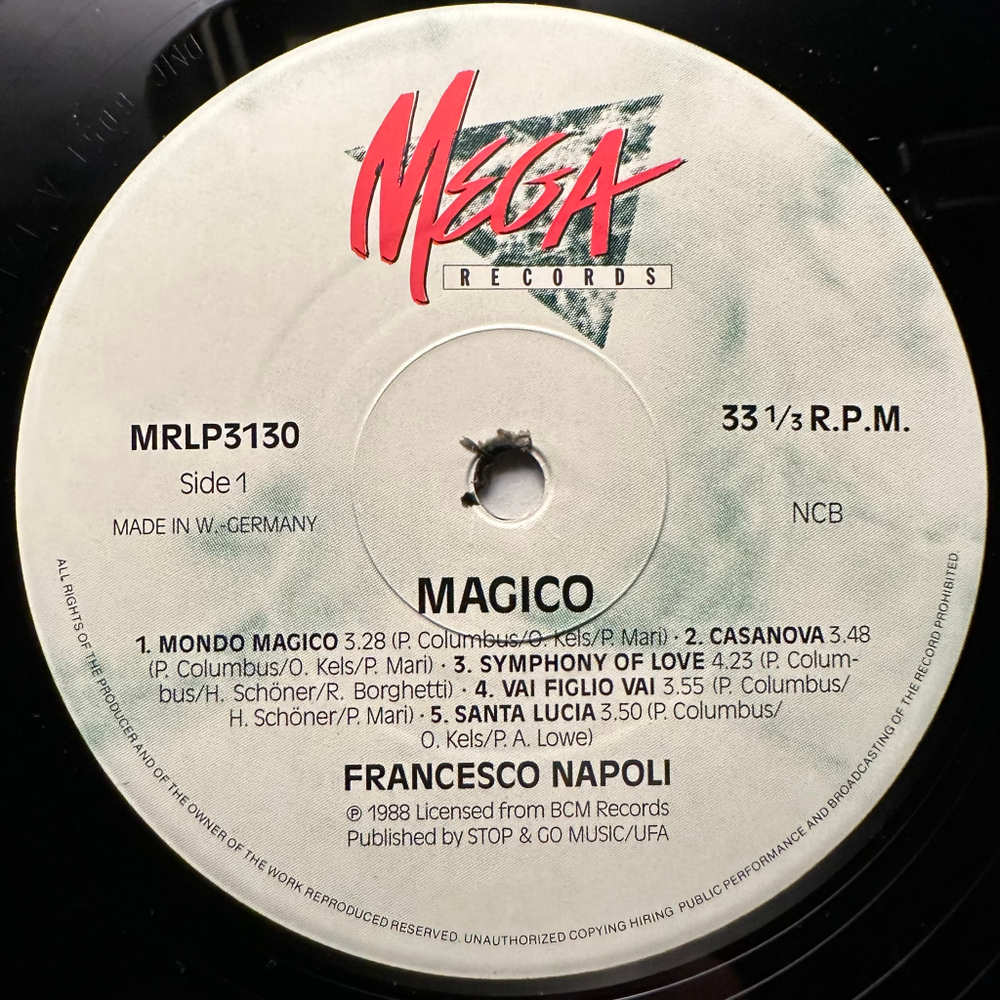 MEGA
RECORDS
MRLP3130
33 1/3 R.P.M.
Side 1
NCB
MADE IN W.-GERMANY
MAGICO
1. MONDO MAGICO 3.28 (P. Columbus/O. Kels/P. Mari) · 2. CASANOVA 3.48
(P. Columbus/O. Kels/P. Mari) · 3. SYMPHONY OF LOVE 4.23 (P. Colum-
bus/H. Schöner/R. Borghetti) · 4. VAI FIGLIO VAI 3.55 (P. Columbus/
H. Schöner/P. Mari) · 5. SANTA LUCIA 3.50 (P. Columbus/
O. Kels/P. A. Lowe)
FRANCESCO NAPOLI
℗ 1988 Licensed from BCM Records
Published by STOP & GO MUSIC/UFA
ALL RIGHTS OF THE PRODUCER AND OF THE OWNER OF THE WORK REPRODUCED RESERVED. UNAUTHORIZED COPYING HIRING PUBLIC PERFORMANCE AND BROADCASTING OF THE RECORD PROHIBITED